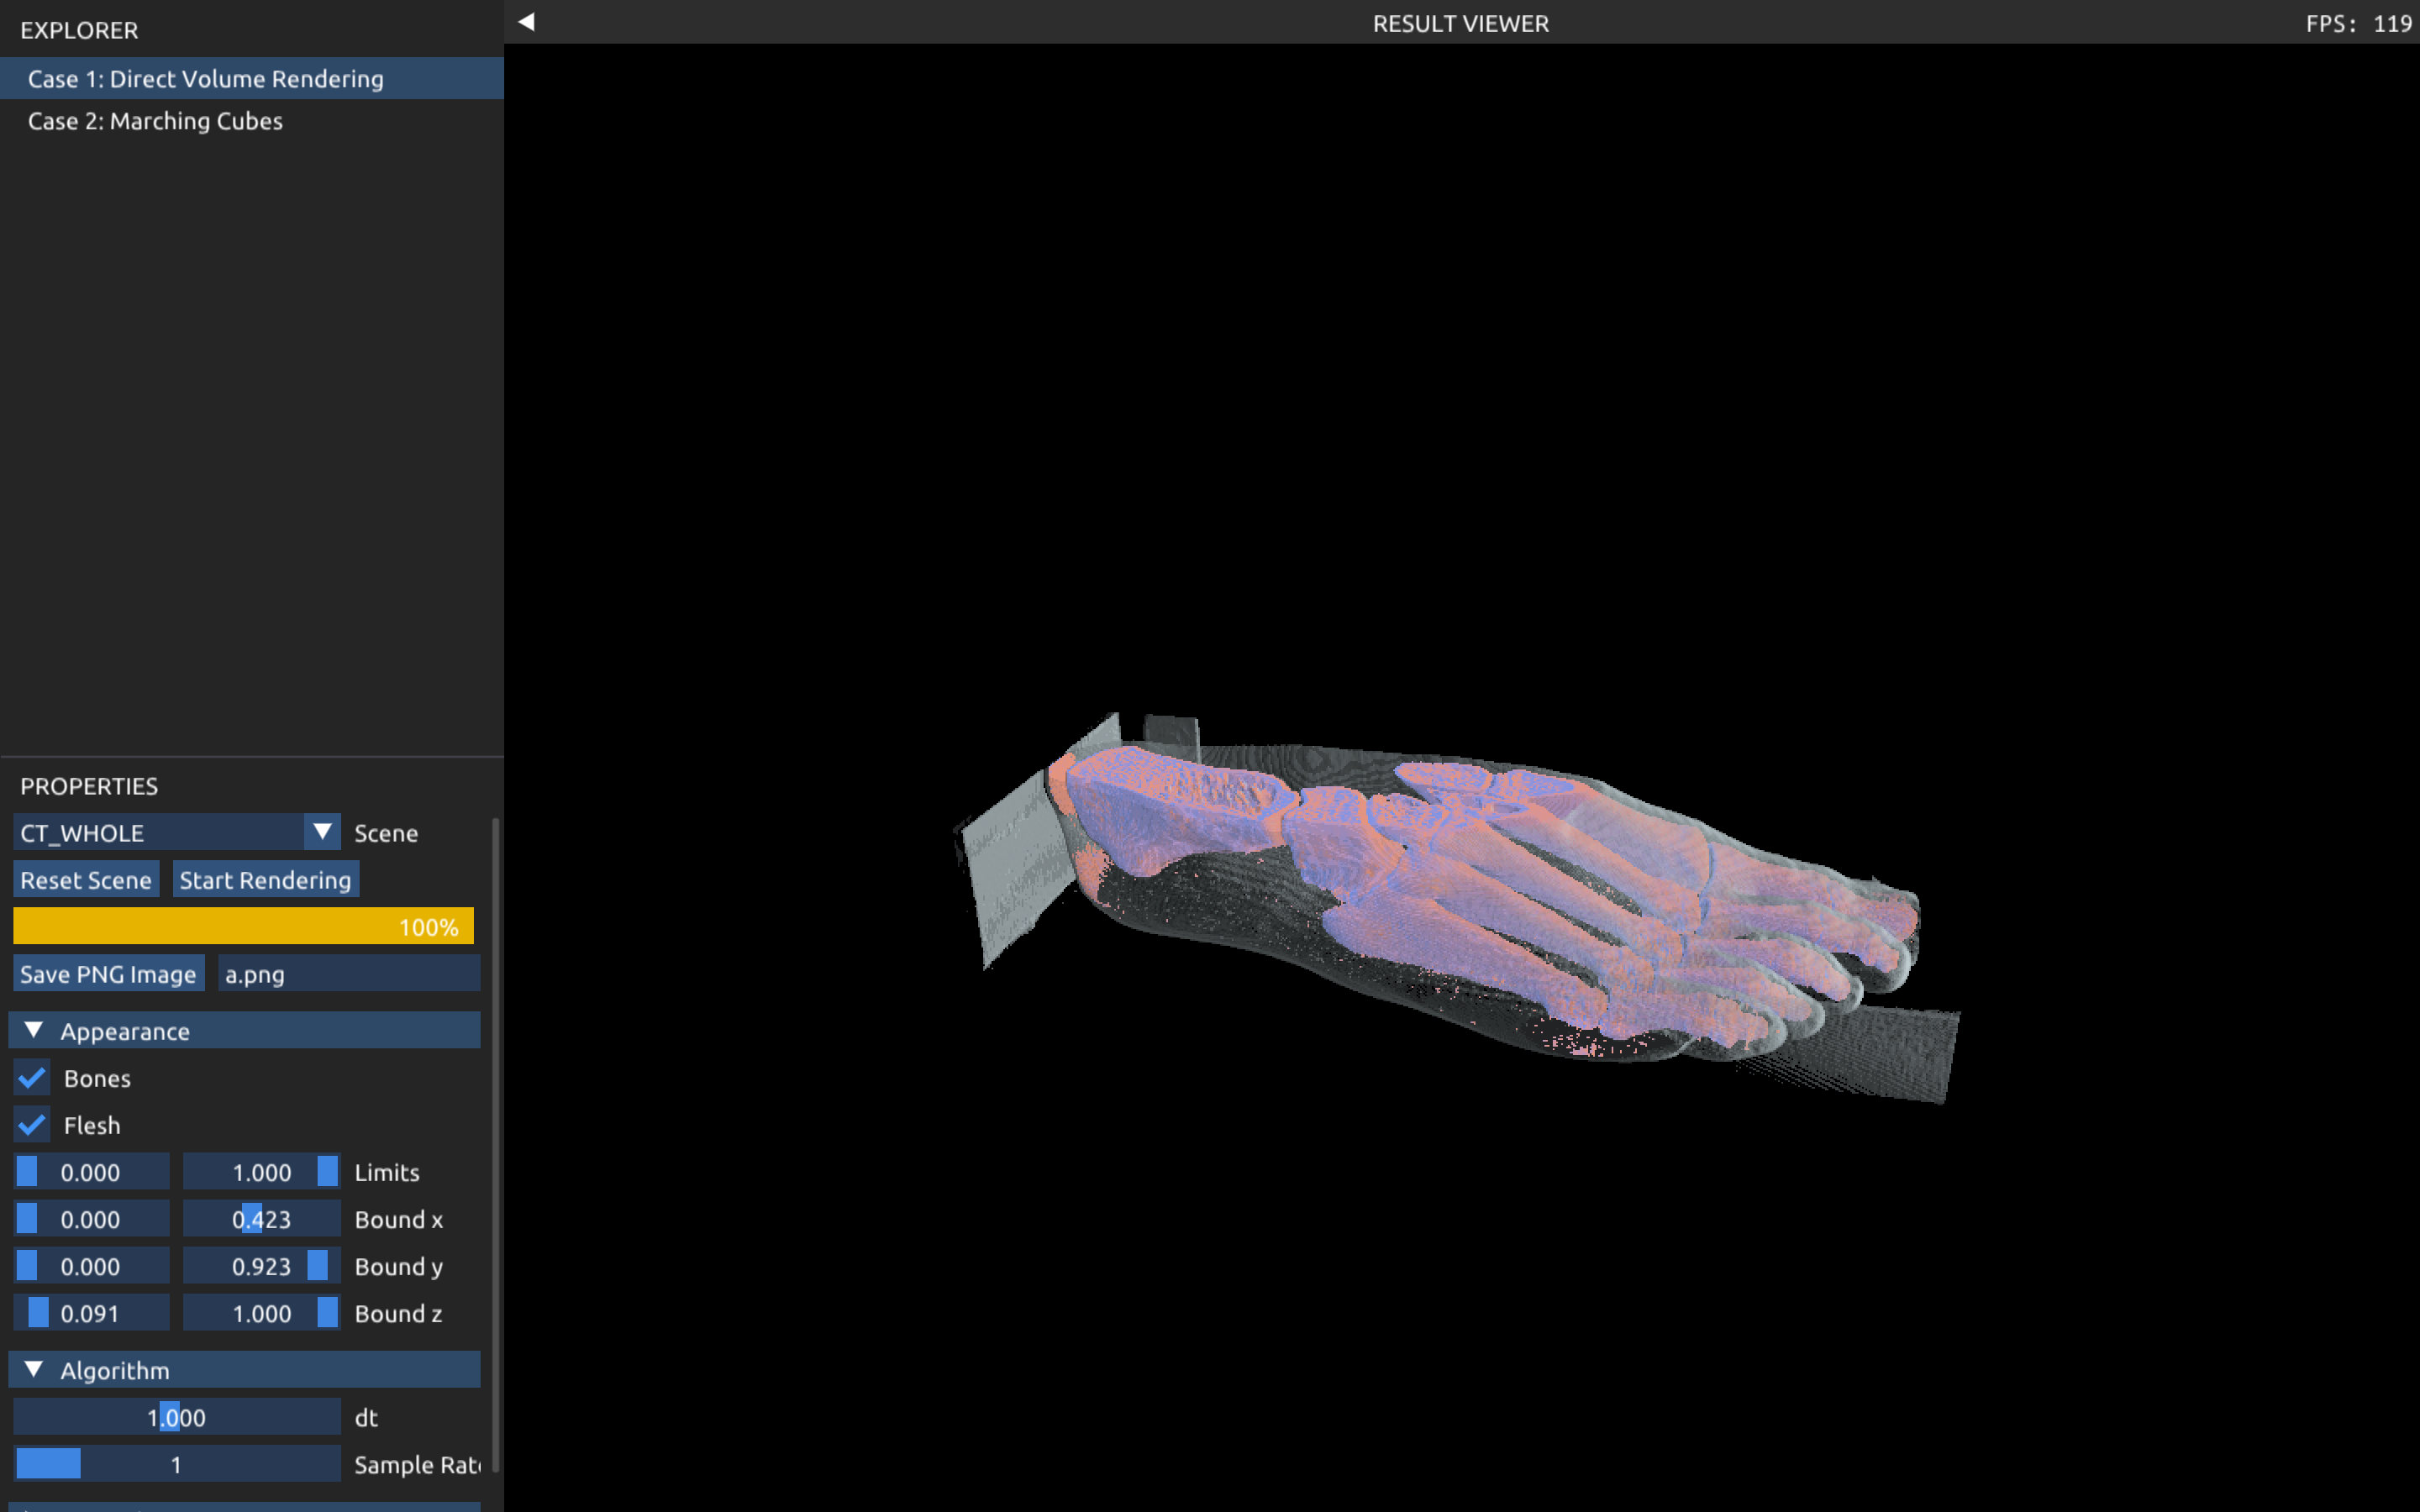 EXPLORER
RESULT VIEWER
FPS: 119
Case 1: Direct Volume Rendering
Case 2: Marching Cubes
PROPERTIES
CT_WHOLE Scene
Reset Scene Start Rendering
100%
Save PNG Image a.png
Appearance
Bones
Flesh
0.000 1.000 Limits
0.000 0.423 Bound x
0.000 0.923 Bound y
0.091 1.000 Bound z
Algorithm
1.000 dt
1 Sample Rat